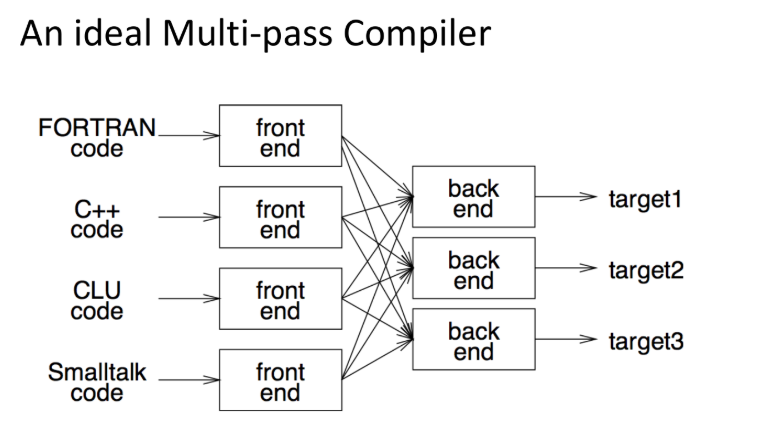 An ideal Multi-pass Compiler
FORTRAN
code
front
end
C++
code
front
end
CLU
code
front
end
Smalltalk
code
front
end
back
end
target1
back
end
target2
back
end
target3